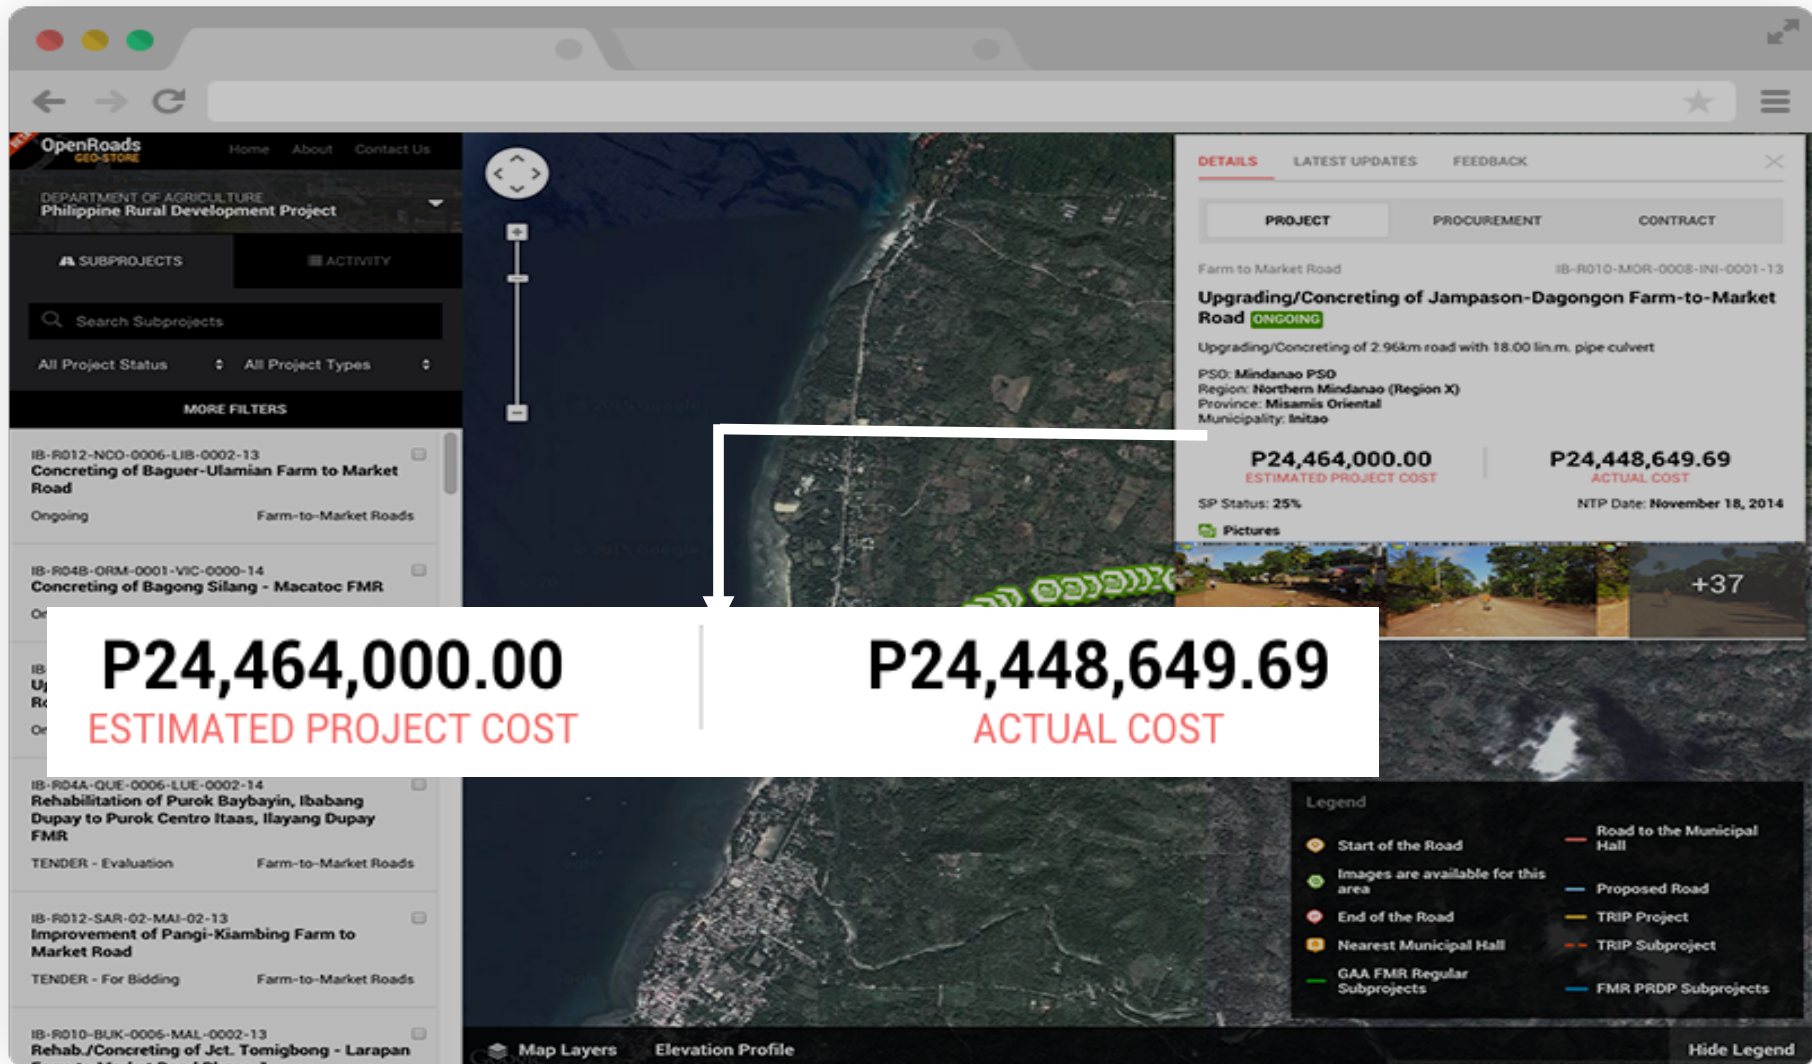 OpenRoads
GEO-STORE
Home About Contact Us
DEPARTMENT OF AGRICULTURE
Philippine Rural Development Project
SUBPROJECTS
ACTIVITY
Search Subprojects
All Project Status
All Project Types
MORE FILTERS
IB-R012-NCO-0006-LIB-0002-13
Concreting of Baguer-Ulamian Farm to Market
Road
Ongoing Farm-to-Market Roads
IB-R04B-ORM-0001-VIC-0000-14
Concreting of Bagong Silang - Macatoc FMR
IB-R04A-QUE-0006-LUE-0002-14
Rehabilitation of Purok Baybayin, Ibabang
Dupay to Purok Centro Itaas, Ilayang Dupay
FMR
TENDER - Evaluation Farm-to-Market Roads
IB-R012-SAR-02-MAI-02-13
Improvement of Pangi-Kiambing Farm to
Market Road
TENDER - For Bidding Farm-to-Market Roads
IB-R010-BUK-0006-MAL-0002-13
Rehab./Concreting of Jct. Tomigbong - Larapan
DETAILS LATEST UPDATES FEEDBACK
PROJECT PROCUREMENT CONTRACT
Farm to Market Road IB-R010-MOR-0008-INI-0001-13
Upgrading/Concreting of Jampason-Dagongon Farm-to-Market
Road ONGOING
Upgrading/Concreting of 2.96km road with 18.00 lin.m. pipe culvert
PSO: Mindanao PSO
Region: Northern Mindanao (Region X)
Province: Misamis Oriental
Municipality: Initao
P24,464,000.00 P24,448,649.69
ESTIMATED PROJECT COST ACTUAL COST
SP Status: 25% NTP Date: November 18, 2014
Pictures
+37
P24,464,000.00 P24,448,649.69
ESTIMATED PROJECT COST ACTUAL COST
Legend
Start of the Road
Images are available for this
area
End of the Road
Nearest Municipal Hall
GAA FMR Regular
Subprojects
Road to the Municipal
Hall
Proposed Road
TRIP Project
TRIP Subproject
FMR PRDP Subprojects
Map Layers Elevation Profile
Hide Legend